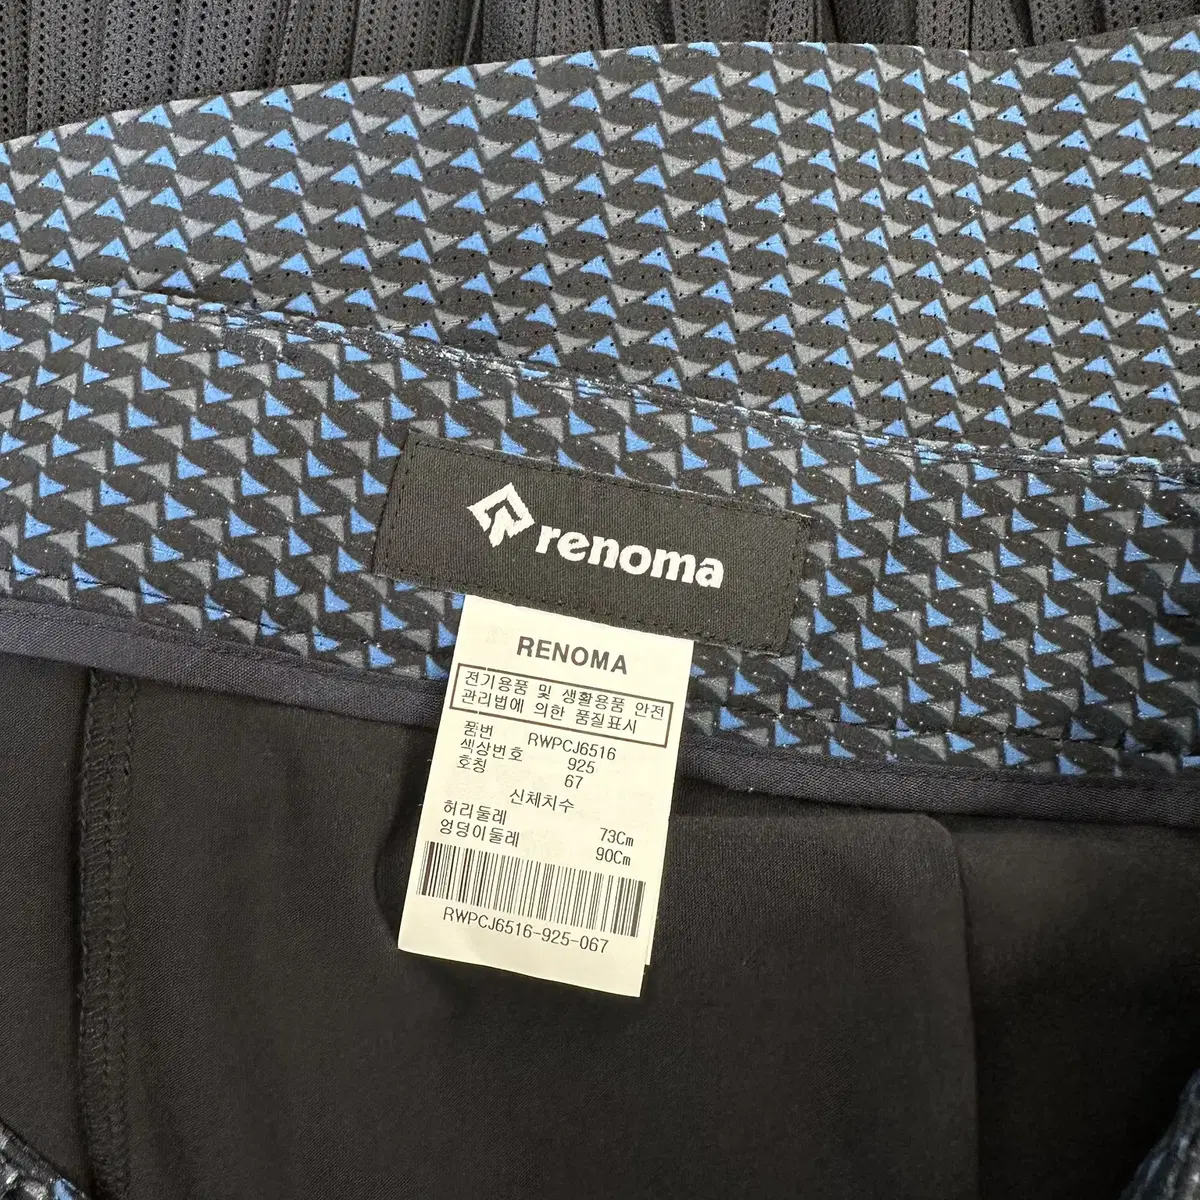 renoma
RENOMA
전기용품 및 생활용품 안전
관리법에 의한 품질표시
품번 RWPCJ6516
색상번호 925
호칭 67
신체치수
허리둘레 73Cm
엉덩이둘레 90Cm
RWPCJ6516-925-067